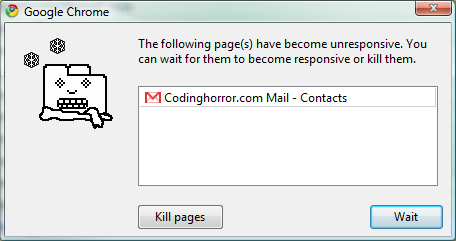 Google Chrome
The following page(s) have become unresponsive. You
can wait for them to become responsive or kill them.
Codinghorror.com Mail - Contacts
Kill pages
Wait